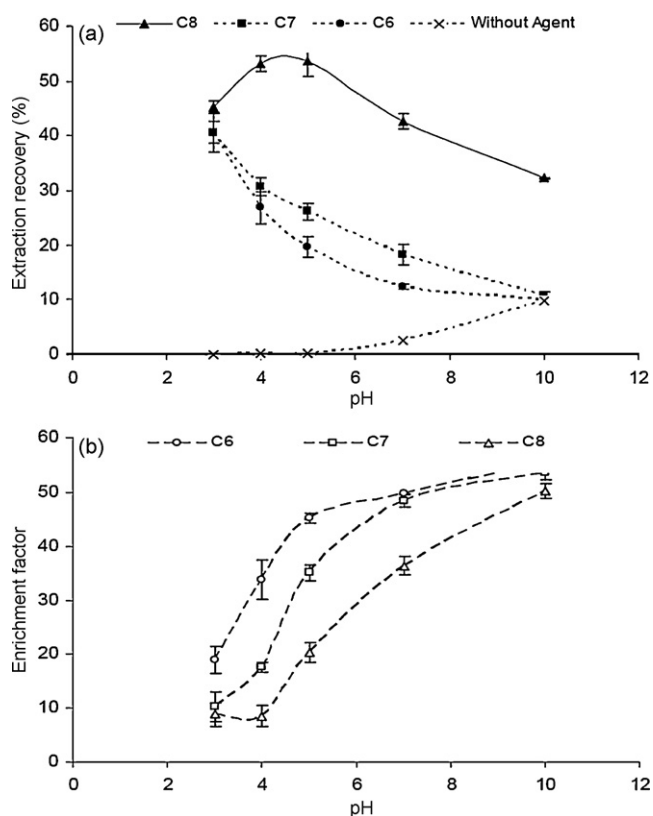 C8 C7 C6 Without Agent
(a)
60
50
40
30
20
10
0
Extraction recovery (%)
0 2 4 6 8 10 12
pH
(b)
C6 C7 C8
60
50
40
30
20
10
0
Enrichment factor
0 2 4 6 8 10 12
pH